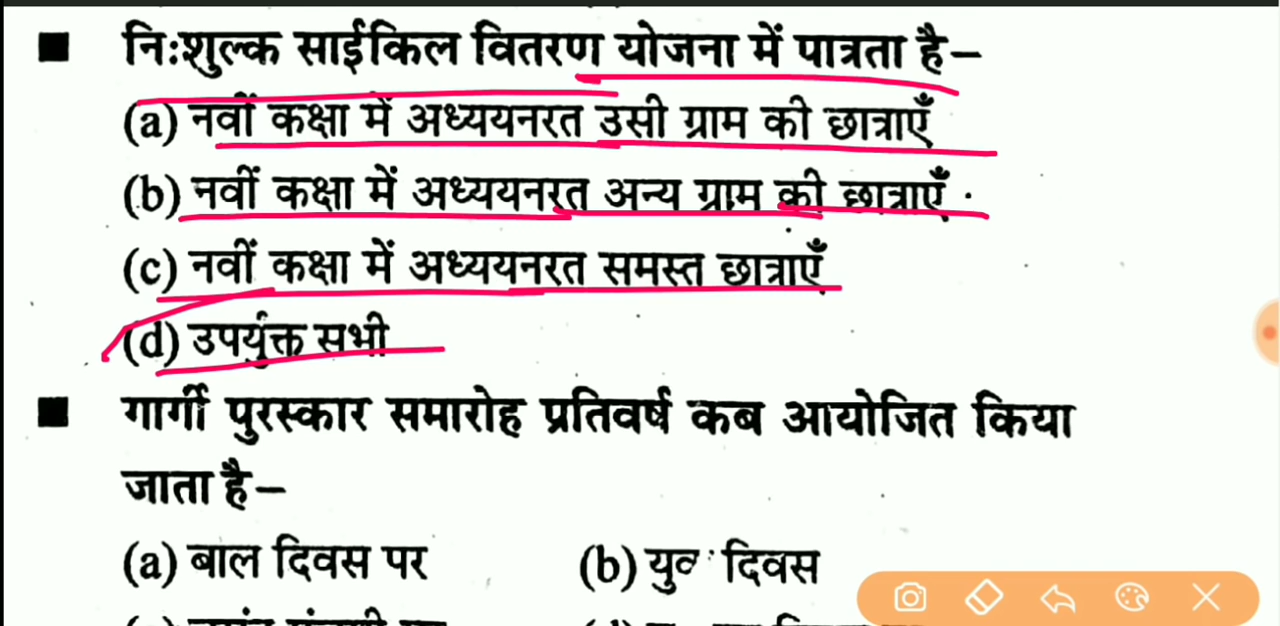 ■ निःशुल्क साईकिल वितरण योजना में पात्रता है–
(a) नवीं कक्षा में अध्ययनरत उसी ग्राम की छात्राएँ
(b) नवीं कक्षा में अध्ययनरत अन्य ग्राम की छात्राएँ
(c) नवीं कक्षा में अध्ययनरत समस्त छात्राएँ
(d) उपर्युक्त सभी
■ गार्गी पुरस्कार समारोह प्रतिवर्ष कब आयोजित किया
जाता है–
(a) बाल दिवस पर (b) युव दिवस